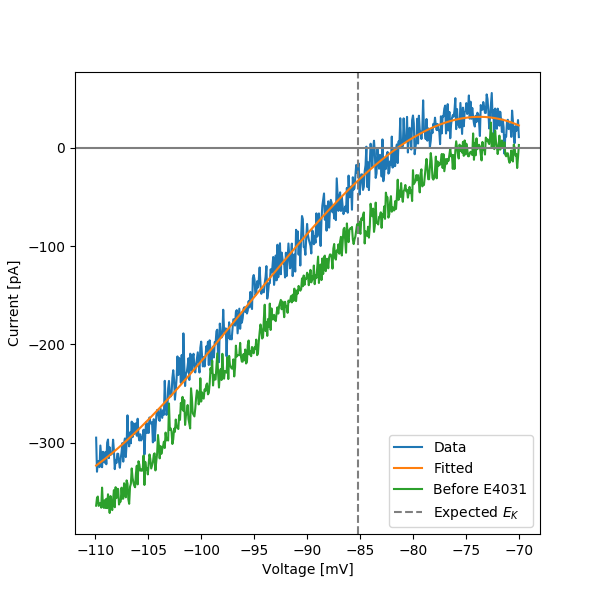 0
−100
−200
−300
Current [pA]
−110
−105
−100
−95
−90
−85
−80
−75
−70
Voltage [mV]
Data
Fitted
Before E4031
Expected E_K